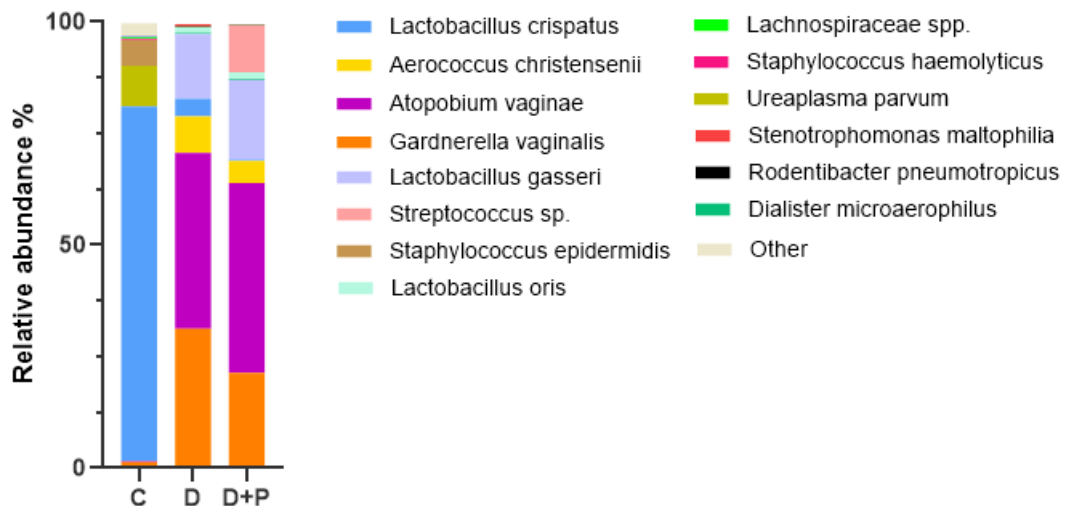 Relative abundance %
100
50
0
C
D
D+P
Lactobacillus crispatus
Aerococcus christensenii
Atopobium vaginae
Gardnerella vaginalis
Lactobacillus gasseri
Streptococcus sp.
Staphylococcus epidermidis
Lactobacillus oris
Lachnospiraceae spp.
Staphylococcus haemolyticus
Ureaplasma parvum
Stenotrophomonas maltophilia
Rodentibacter pneumotropicus
Dialister microaerophilus
Other